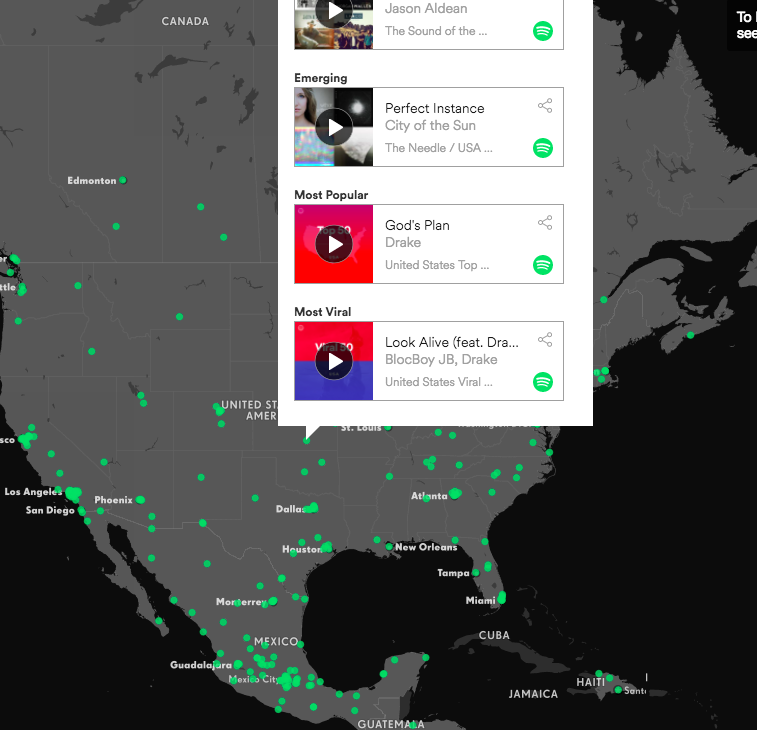 CANADA
To
see
Jason Aldean
The Sound of the ...
Emerging
Perfect Instance
City of the Sun
The Needle / USA ...
Edmonton
Most Popular
Top 50
God's Plan
Drake
United States Top ...
Most Viral
Viral 50
Look Alive (feat. Dra...
BlocBoy JB, Drake
United States Viral ...
UNITED ST
AMER
St. Louis
sco
Los Angeles
Phoenix
San Diego
Dallas
Atlanta
Houston
New Orleans
Tampa
Monterrey
Miami
MEXICO
CUBA
Guadalajara
Mexico City
HAITI
JAMAICA
Sant
GUATEMALA